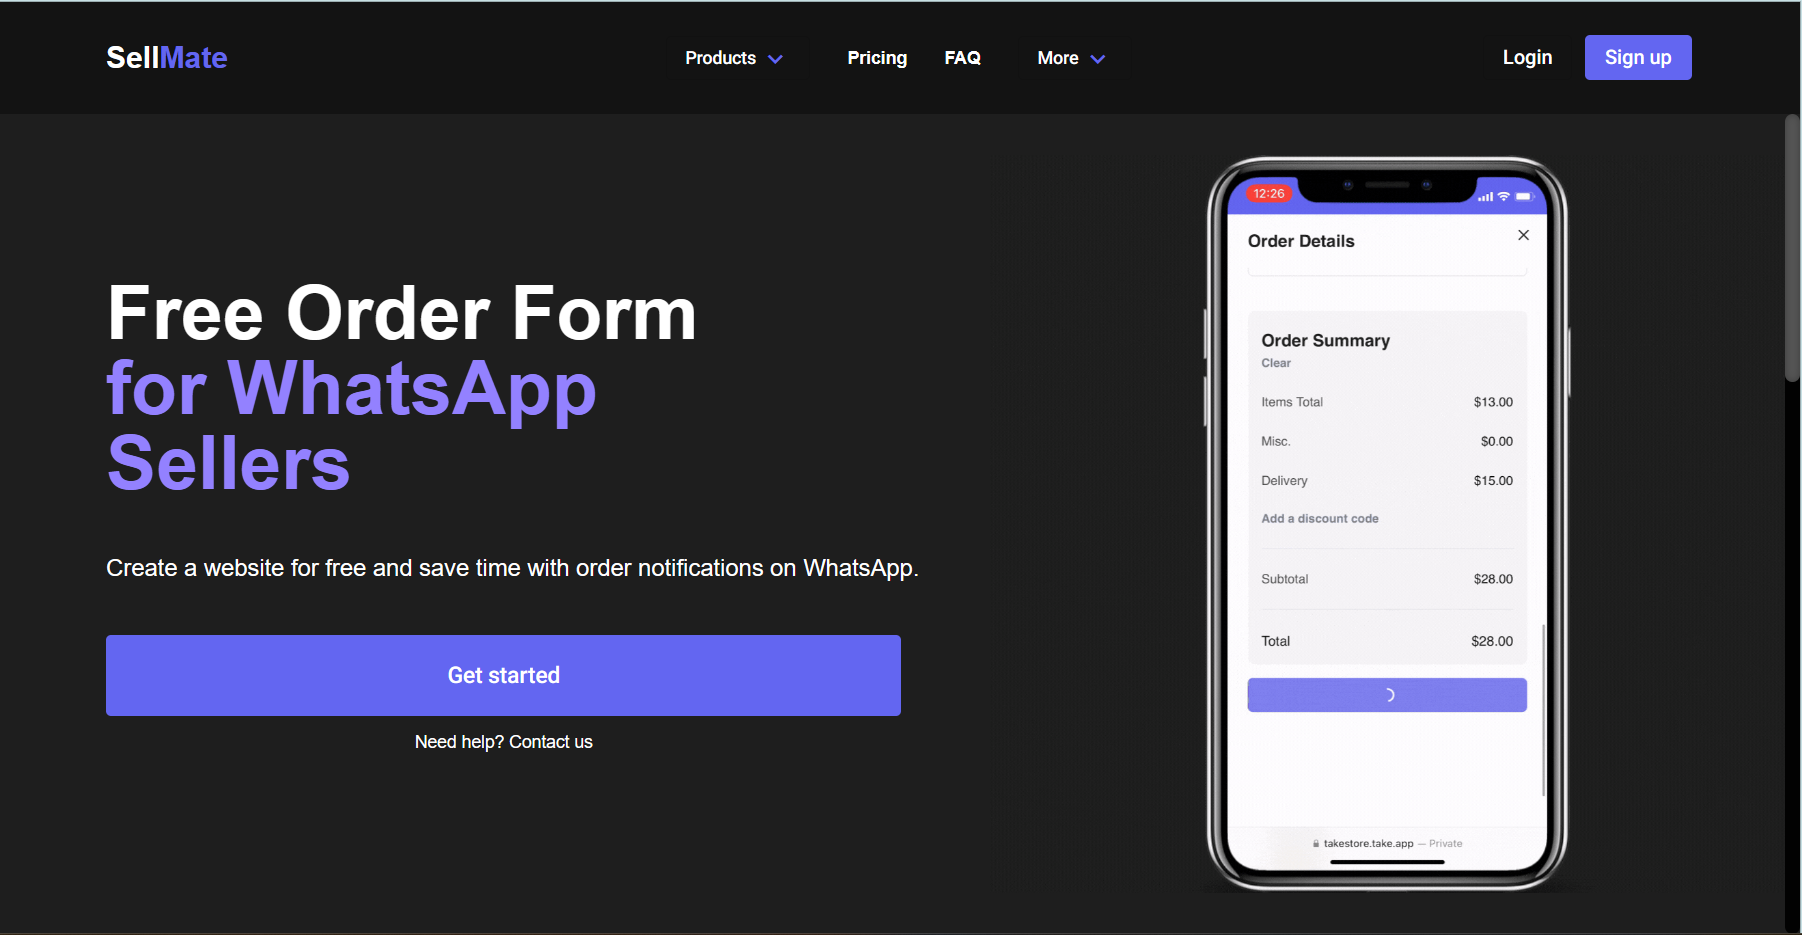 SellMate
Products
Pricing
FAQ
More
Login
Sign up
Free Order Form
for WhatsApp
Sellers
Create a website for free and save time with order notifications on WhatsApp.
Get started
Need help? Contact us
12:26
Order Details
Order Summary
Clear
Items Total $13.00
Misc. $0.00
Delivery $15.00
Add a discount code
Subtotal $28.00
Total $28.00
takestore.take.app — Private